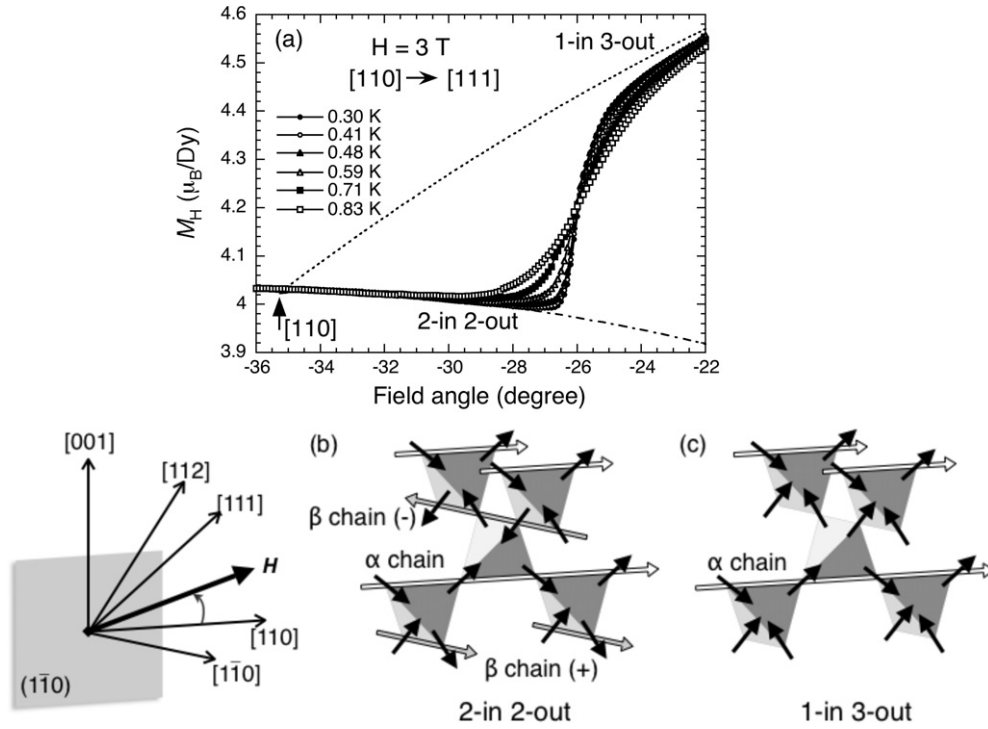 (a)
H = 3 T
[110] → [111]
1-in 3-out
0.30 K
0.41 K
0.48 K
0.59 K
0.71 K
0.83 K
2-in 2-out
[110]
M_H (μ_B/Dy)
4.6
4.5
4.4
4.3
4.2
4.1
4
3.9
-36 -34 -32 -30 -28 -26 -24 -22
Field angle (degree)
[001]
[112]
[111]
H
[110]
[11̅0]
(11̅0)
(b)
β chain (-)
α chain
β chain (+)
2-in 2-out
(c)
α chain
1-in 3-out